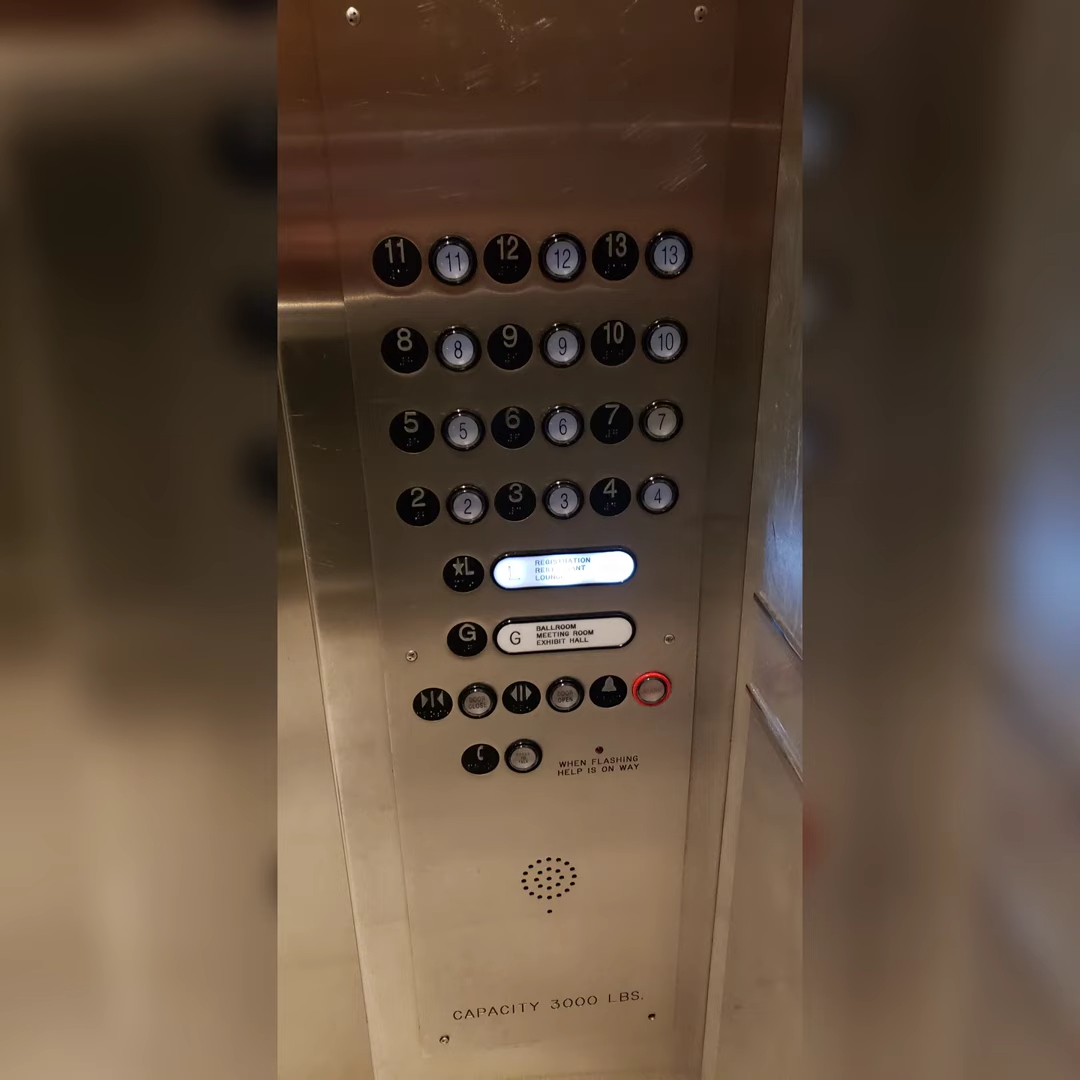 11 11 12 12 13 13
8 8 9 9 10 10
5 5 6 6 7 7
2 2 3 3 4 4
★L L REGISTRATION
RESTAURANT
LOUNGE
G G BALLROOM
MEETING ROOM
EXHIBIT HALL
DOOR CLOSE DOOR OPEN
WHEN FLASHING
HELP IS ON WAY
CAPACITY 3000 LBS.